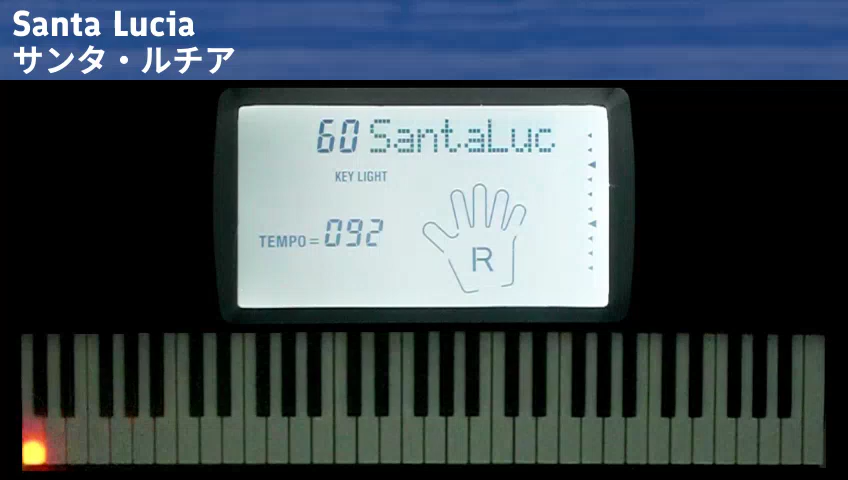 Santa Lucia
サンタ・ルチア
60 SantaLuc
KEY LIGHT
TEMPO=092
R